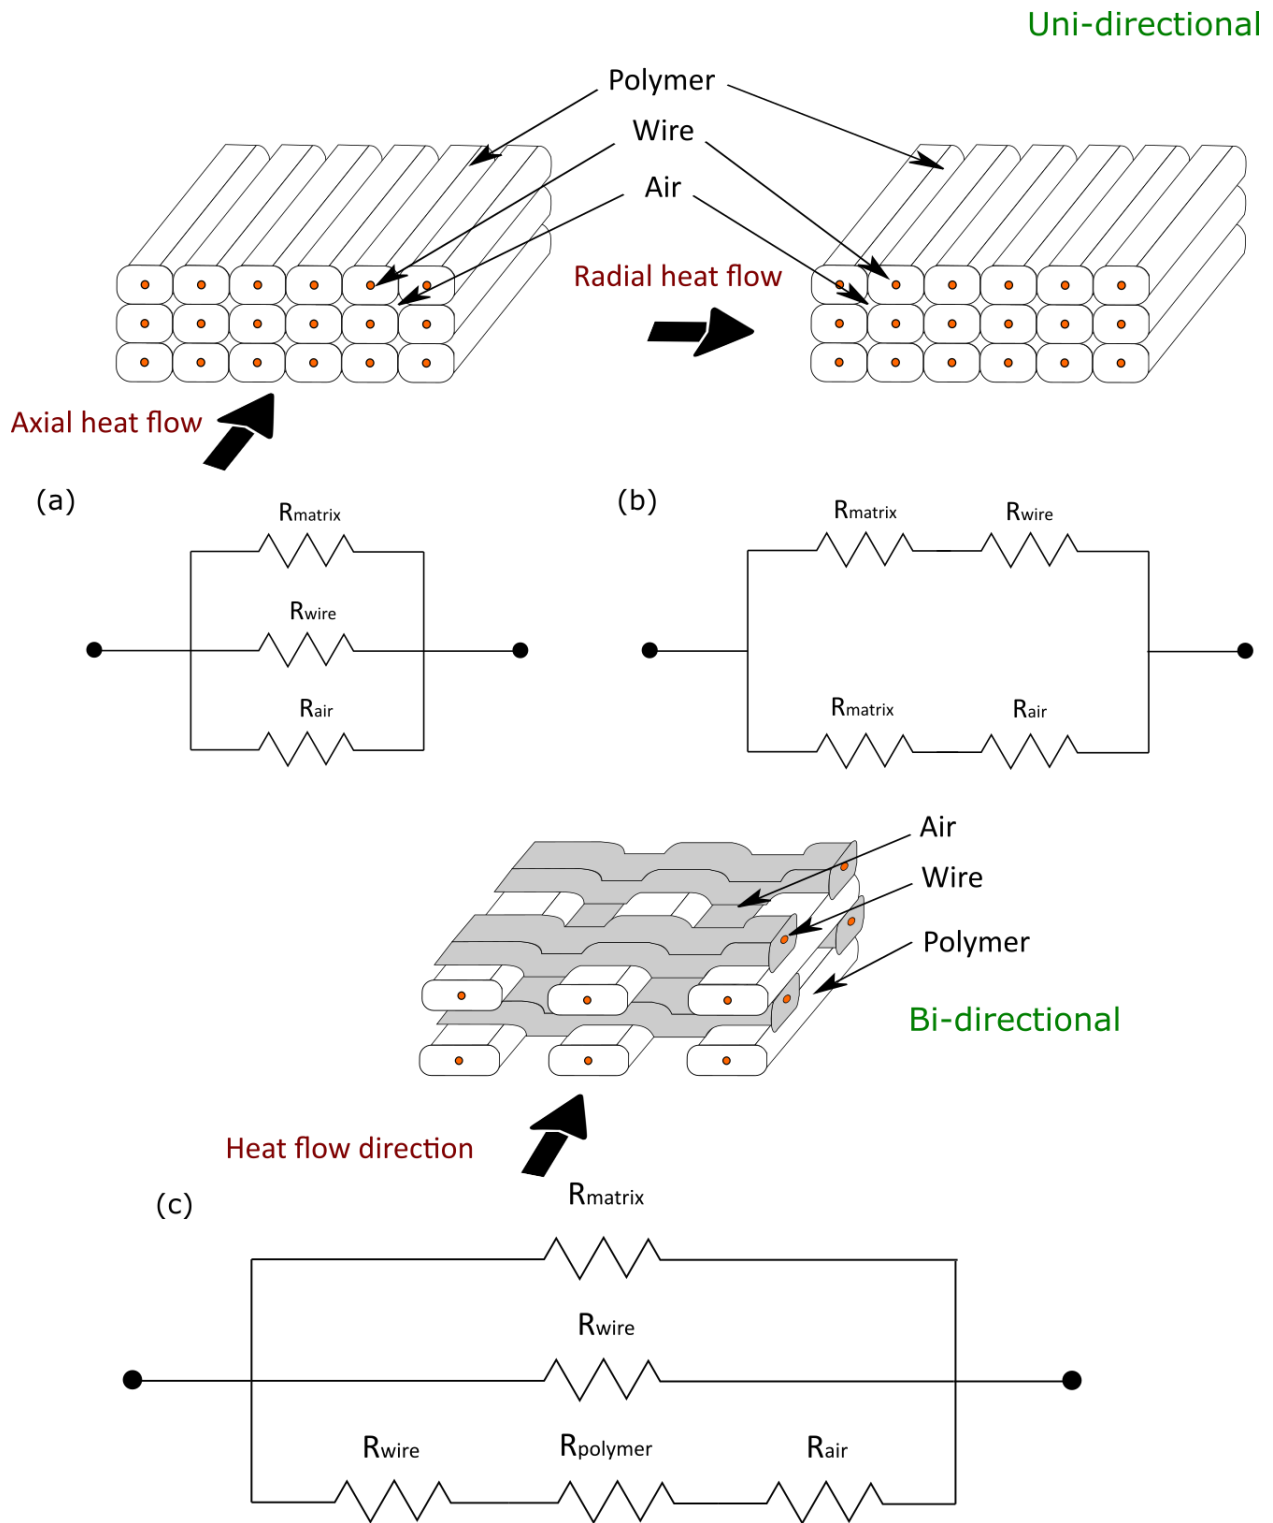 Uni-directional
Polymer
Wire
Air
Radial heat flow
Axial heat flow
(a)
Rmatrix
Rwire
Rair
(b)
Rmatrix
Rwire
Rmatrix
Rair
Air
Wire
Polymer
Bi-directional
Heat flow direction
(c)
Rmatrix
Rwire
Rwire
Rpolymer
Rair